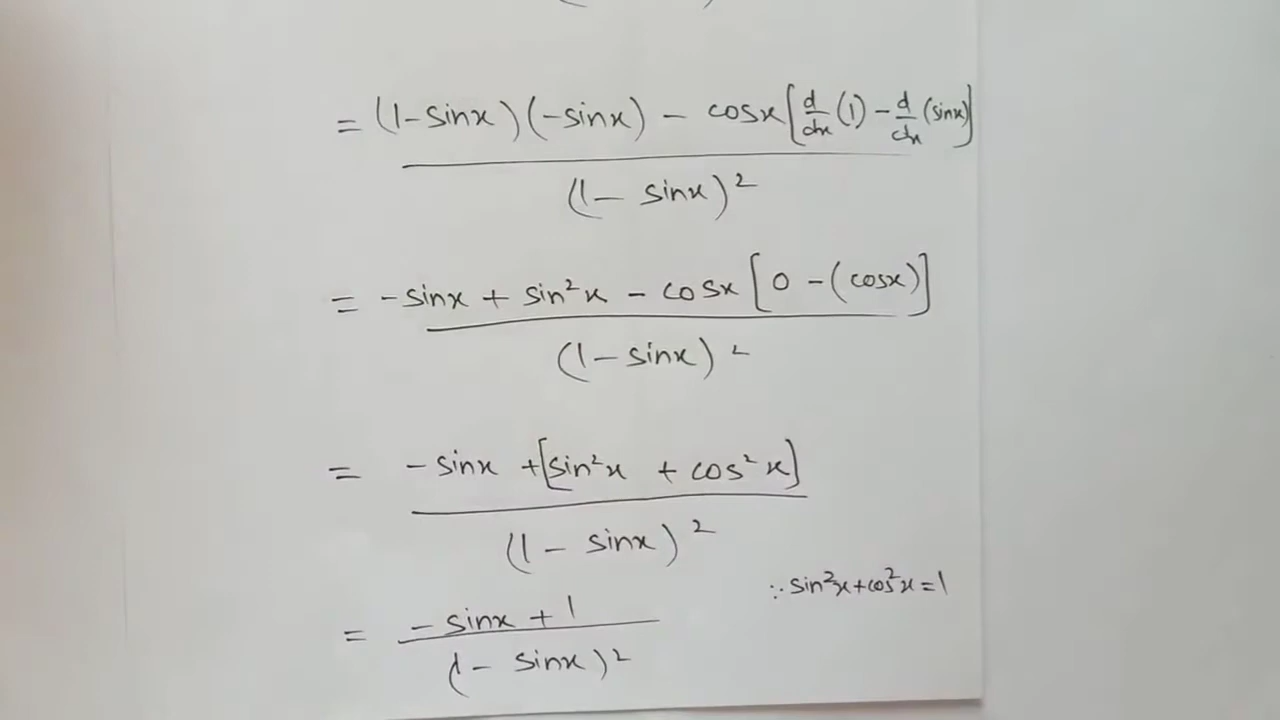 = (1-sinx)(-sinx) - cosx[d/dx(1) - d/dx(sinx)]
(1- sinx)²
= -sinx + sin²x - cosx [0 -(cosx)]
(1-sinx)²
= -sinx +[sin²x + cos²x]
(1- sinx)²
∵ sin²x+cos²x=1
= -sinx + 1
(1- sinx)²